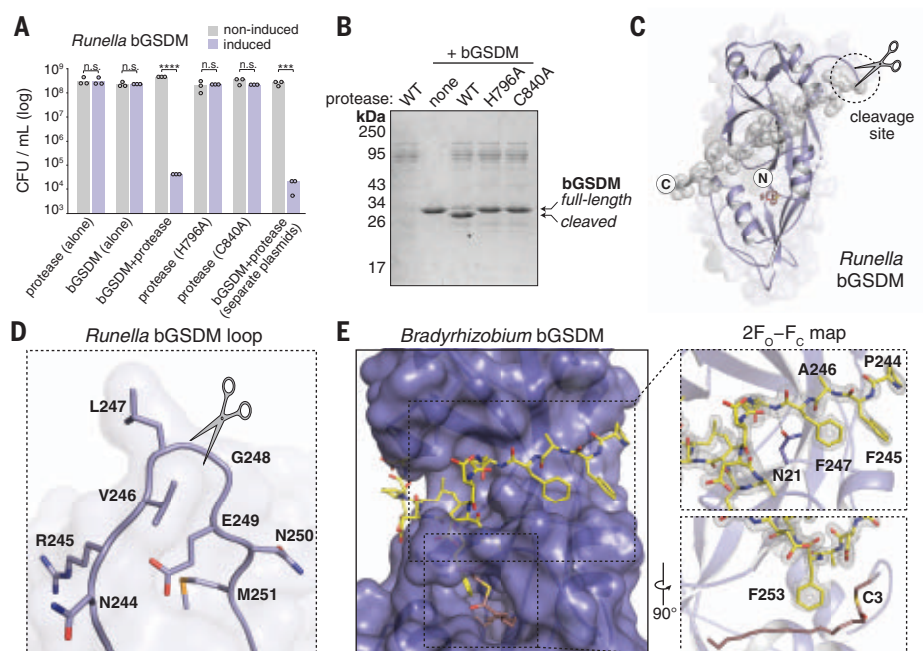 A
Runella bGSDM
non-induced
induced
n.s.
n.s.
****
n.s.
n.s.
***
CFU / mL (log)
10⁹
10⁸
10⁷
10⁶
10⁵
10⁴
10³
protease (alone)
bGSDM (alone)
bGSDM+protease
protease (H796A)
protease (C840A)
bGSDM+protease
(separate plasmids)
B
+ bGSDM
protease: WT none WT H796A C840A
kDa
250
95
43
34
26
17
bGSDM
full-length
cleaved
C
cleavage
site
N
C
Runella
bGSDM
D
Runella bGSDM loop
L247
G248
V246
E249
N250
R245
N244
M251
E
Bradyrhizobium bGSDM
2Fₒ–F꜀ map
A246
P244
N21
F247
F245
F253
C3
90°